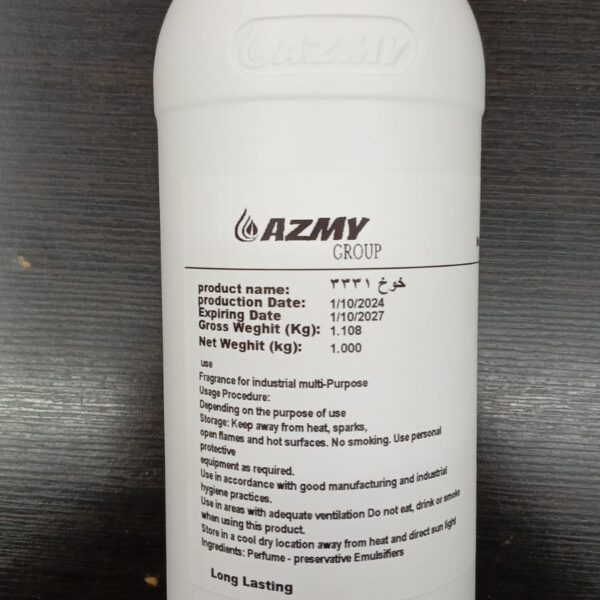 AZMY
AZMY
GROUP
product name: خوخ ٣٣٣١
production Date: 1/10/2024
Expiring Date 1/10/2027
Gross Weghit (Kg): 1.108
Net Weghit (kg): 1.000
use
Fragrance for industrial multi-Purpose
Usage Procedure:
Depending on the purpose of use
Storage: Keep away from heat, sparks,
open flames and hot surfaces. No smoking. Use personal
protective
equipment as required.
Use in accordance with good manufacturing and industrial
hygiene practices.
Use in areas with adequate ventilation Do not eat, drink or smoke
when using this product.
Store in a cool dry location away from heat and direct sun light
Ingredients: Perfume - preservative Emulsifiers
Long Lasting